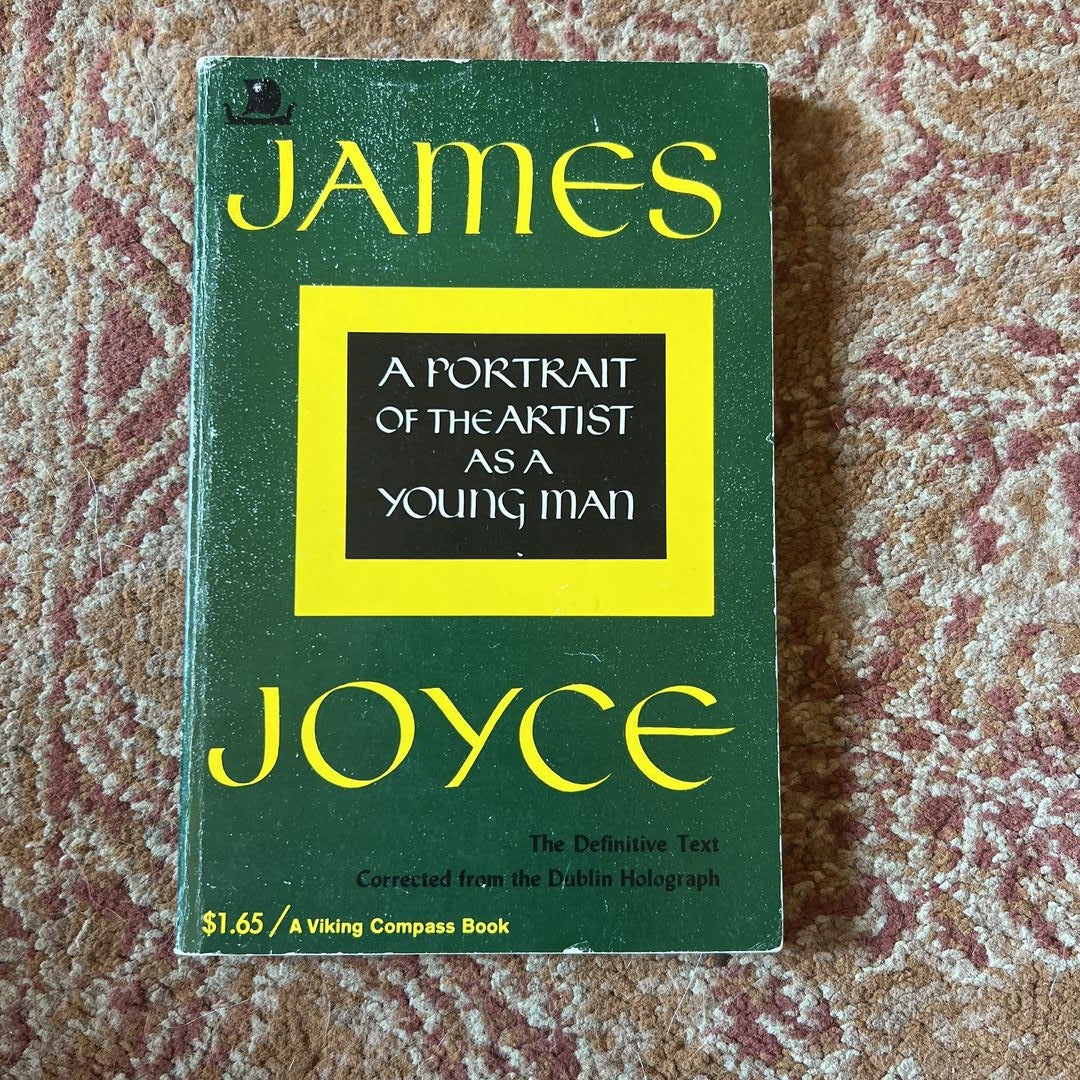 JAMES
A PORTRAIT
OF THE ARTIST
AS A
YOUNG MAN
JOYCE
The Definitive Text
Corrected from the Dublin Holograph
$1.65 / A Viking Compass Book